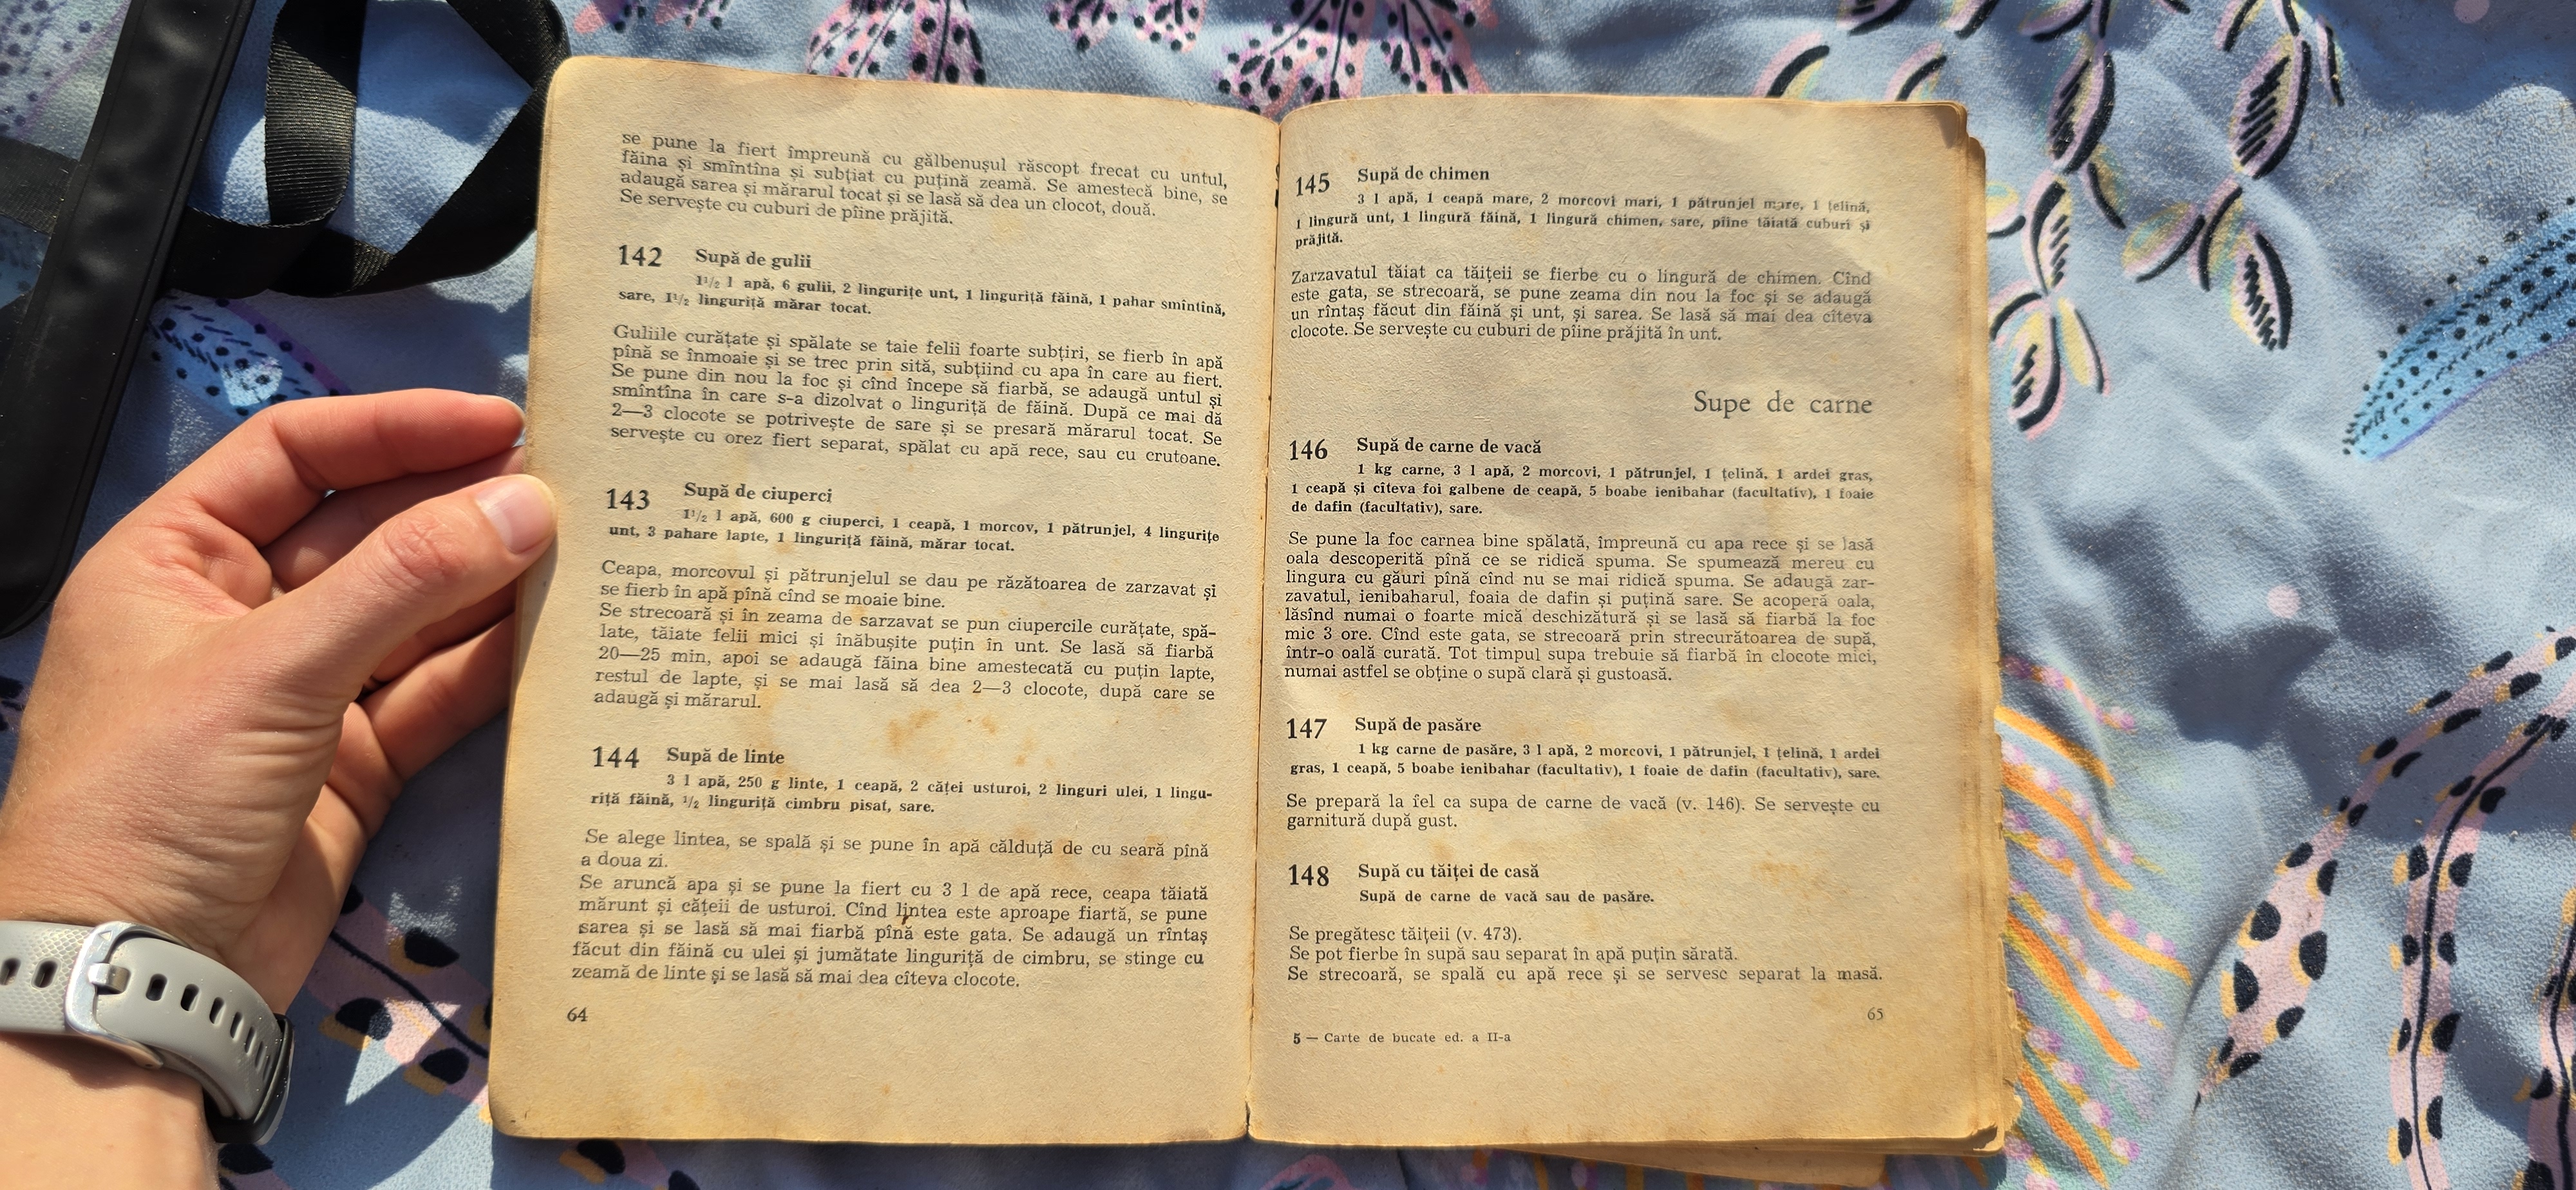 se pune la fiert împreună cu gălbenușul răscopt frecat cu untul,
făina și smîntîna și subțiat cu puțină zeamă. Se amestecă bine, se
adaugă sarea și mărarul tocat și se lasă să dea un clocot, două.
Se servește cu cuburi de pîine prăjită.
142 Supă de gulii
1¹/₂ l apă, 6 gulii, 2 lingurițe unt, 1 linguriță făină, 1 pahar smîntînă,
sare, 1¹/₂ linguriță mărar tocat.
Guliile curățate și spălate se taie felii foarte subțiri, se fierb în apă
pînă se înmoaie și se trec prin sită, subțiind cu apa în care au fiert.
Se pune din nou la foc și cînd începe să fiarbă, se adaugă untul și
smîntîna în care s-a dizolvat o linguriță de făină. După ce mai dă
2—3 clocote se potrivește de sare și se presară mărarul tocat. Se
servește cu orez fiert separat, spălat cu apă rece, sau cu crutoane.
143 Supă de ciuperci
1¹/₂ l apă, 600 g ciuperci, 1 ceapă, 1 morcov, 1 pătrunjel, 4 lingurițe
unt, 3 pahare lapte, 1 linguriță făină, mărar tocat.
Ceapa, morcovul și pătrunjelul se dau pe răzătoarea de zarzavat și
se fierb în apă pînă cînd se moaie bine.
Se strecoară și în zeama de sarzavat se pun ciupercile curățate, spă-
late, tăiate felii mici și înăbușite puțin în unt. Se lasă să fiarbă
20—25 min, apoi se adaugă făina bine amestecată cu puțin lapte,
restul de lapte, și se mai lasă să dea 2—3 clocote, după care se
adaugă și mărarul.
144 Supă de linte
3 l apă, 250 g linte, 1 ceapă, 2 căței usturoi, 2 linguri ulei, 1 lingu-
riță făină, ¹/₂ linguriță cimbru pisat, sare.
Se alege lintea, se spală și se pune în apă călduță de cu seară pînă
a doua zi.
Se aruncă apa și se pune la fiert cu 3 l de apă rece, ceapa tăiată
mărunt și cățeii de usturoi. Cînd lintea este aproape fiartă, se pune
sarea și se lasă să mai fiarbă pînă este gata. Se adaugă un rîntaș
făcut din făină cu ulei și jumătate linguriță de cimbru, se stinge cu
zeamă de linte și se lasă să mai dea cîteva clocote.
64
145 Supă de chimen
3 l apă, 1 ceapă mare, 2 morcovi mari, 1 pătrunjel mare, 1 țelină,
1 lingură unt, 1 lingură făină, 1 lingură chimen, sare, pîine tăiată cuburi și
prăjită.
Zarzavatul tăiat ca tăițeii se fierbe cu o lingură de chimen. Cînd
este gata, se strecoară, se pune zeama din nou la foc și se adaugă
un rîntaș făcut din făină și unt, și sarea. Se lasă să mai dea cîteva
clocote. Se servește cu cuburi de pîine prăjită în unt.
Supe de carne
146 Supă de carne de vacă
1 kg carne, 3 l apă, 2 morcovi, 1 pătrunjel, 1 țelină, 1 ardei gras,
1 ceapă și cîteva foi galbene de ceapă, 5 boabe ienibahar (facultativ), 1 foaie
de dafin (facultativ), sare.
Se pune la foc carnea bine spălată, împreună cu apa rece și se lasă
oala descoperită pînă ce se ridică spuma. Se spumează mereu cu
lingura cu găuri pînă cînd nu se mai ridică spuma. Se adaugă zar-
zavatul, ienibaharul, foaia de dafin și puțină sare. Se acoperă oala,
lăsînd numai o foarte mică deschizătură și se lasă să fiarbă la foc
mic 3 ore. Cînd este gata, se strecoară prin strecurătoarea de supă,
într-o oală curată. Tot timpul supa trebuie să fiarbă în clocote mici,
numai astfel se obține o supă clară și gustoasă.
147 Supă de pasăre
1 kg carne de pasăre, 3 l apă, 2 morcovi, 1 pătrunjel, 1 țelină, 1 ardei
gras, 1 ceapă, 5 boabe ienibahar (facultativ), 1 foaie de dafin (facultativ), sare.
Se prepară la fel ca supa de carne de vacă (v. 146). Se servește cu
garnitură după gust.
148 Supă cu tăiței de casă
Supă de carne de vacă sau de pasăre.
Se pregătesc tăițeii (v. 473).
Se pot fierbe în supă sau separat în apă puțin sărată.
Se strecoară, se spală cu apă rece și se servesc separat la masă.
65
5 — Carte de bucate ed. a II-a